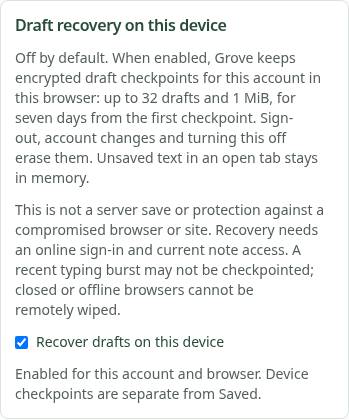 Draft recovery on this device
Off by default. When enabled, Grove keeps
encrypted draft checkpoints for this account in
this browser: up to 32 drafts and 1 MiB, for
seven days from the first checkpoint. Sign-
out, account changes and turning this off
erase them. Unsaved text in an open tab stays
in memory.
This is not a server save or protection against a
compromised browser or site. Recovery needs
an online sign-in and current note access. A
recent typing burst may not be checkpointed;
closed or offline browsers cannot be
remotely wiped.
Recover drafts on this device
Enabled for this account and browser. Device
checkpoints are separate from Saved.